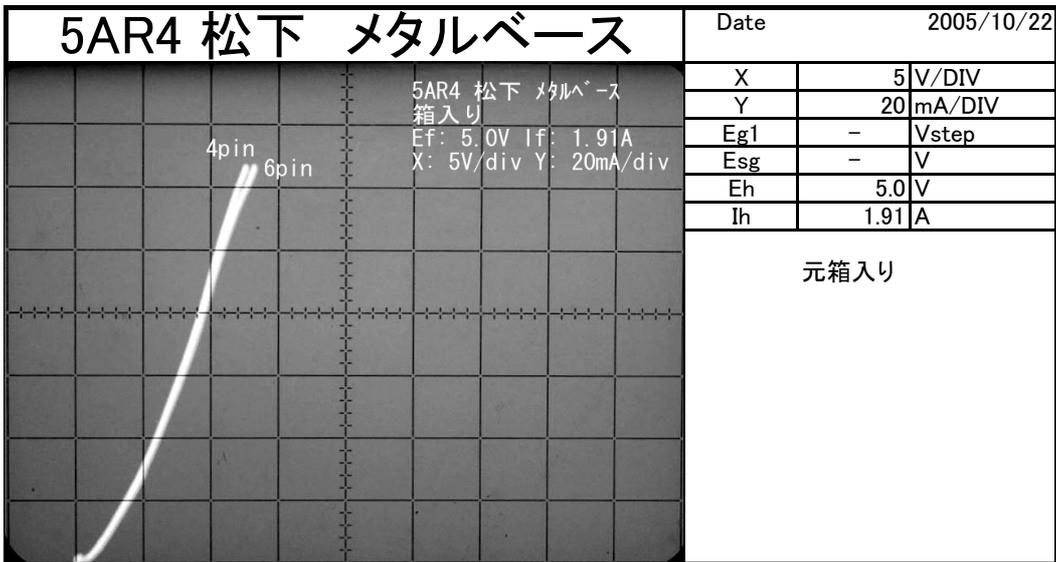 5AR4 松下　メタルベース
Date 2005/10/22
5AR4 松下 ﾒﾀﾙﾍﾞｰｽ
箱入り
Ef: 5.0V If: 1.91A
X: 5V/div Y: 20mA/div
4pin
6pin
X 5 V/DIV
Y 20 mA/DIV
Eg1 － Vstep
Esg － V
Eh 5.0 V
Ih 1.91 A
元箱入り